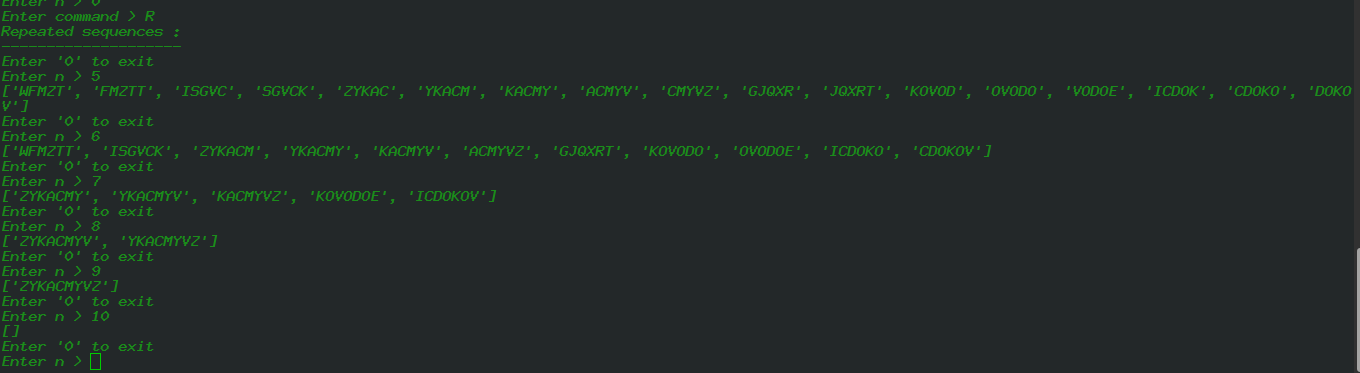 Enter n > 0
Enter command > R
Repeated sequences :
--------------------
Enter '0' to exit
Enter n > 5
['WFMZT', 'FMZTT', 'ISGVC', 'SGVCK', 'ZYKAC', 'YKACM', 'KACMY', 'ACMYV', 'CMYVZ', 'GJQXR', 'JQXRT', 'KOVOD', 'OVODO', 'VODOE', 'ICDOK', 'CDOKO', 'DOKO
V']
Enter '0' to exit
Enter n > 6
['WFMZTT', 'ISGVCK', 'ZYKACM', 'YKACMY', 'KACMYV', 'ACMYVZ', 'GJQXRT', 'KOVODO', 'OVODOE', 'ICDOKO', 'CDOKOV']
Enter '0' to exit
Enter n > 7
['ZYKACMY', 'YKACMYV', 'KACMYVZ', 'KOVODOE', 'ICDOKOV']
Enter '0' to exit
Enter n > 8
['ZYKACMYV', 'YKACMYVZ']
Enter '0' to exit
Enter n > 9
['ZYKACMYVZ']
Enter '0' to exit
Enter n > 10
[]
Enter '0' to exit
Enter n >